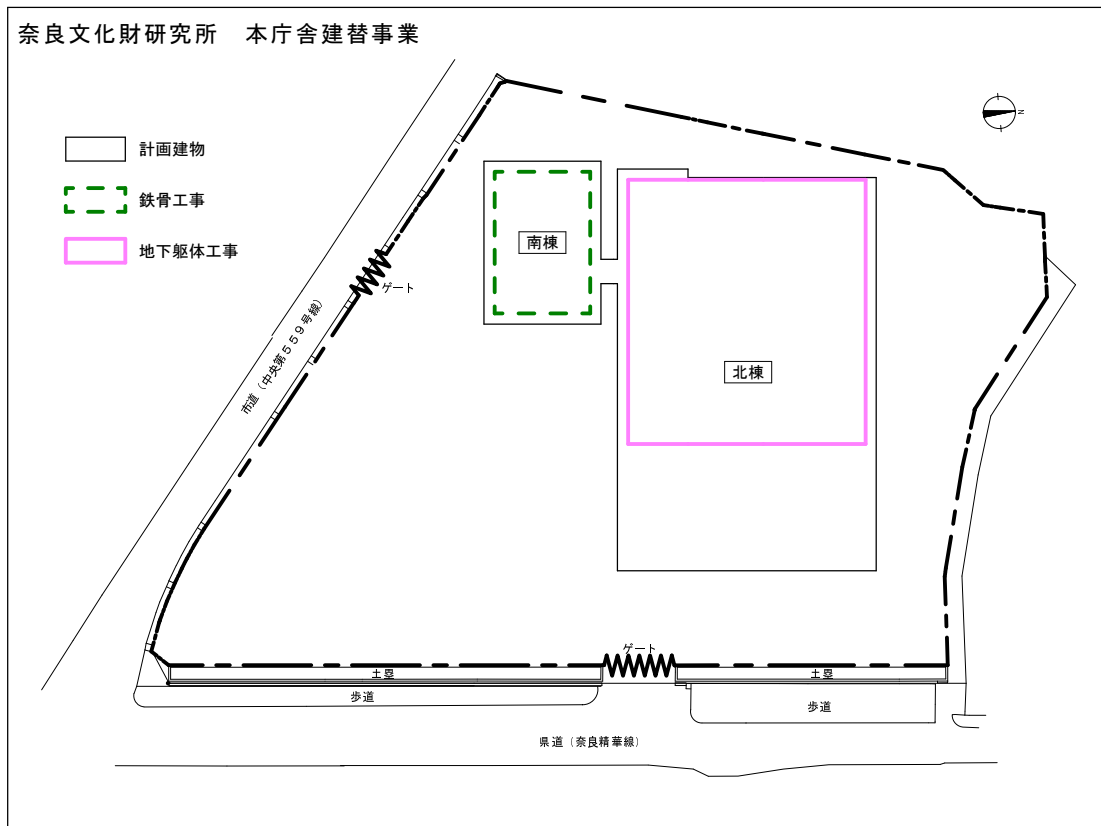 奈良文化財研究所　本庁舎建替事業
N
計画建物
鉄骨工事
地下躯体工事
南棟
ゲート
市道（中央第５５９号線）
北棟
ゲート
土塁
土塁
歩道
歩道
県道（奈良精華線）